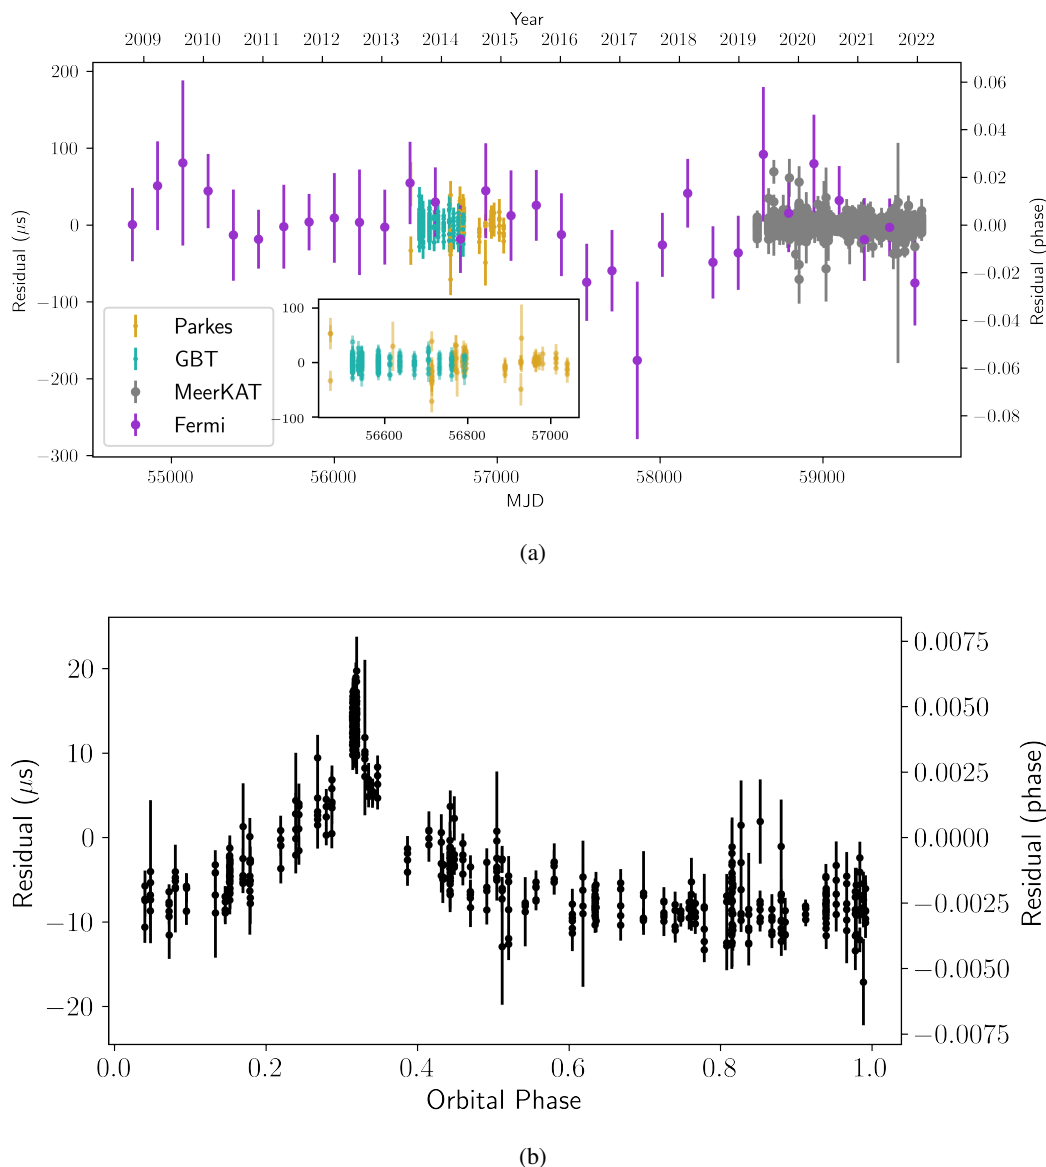 Year
2009 2010 2011 2012 2013 2014 2015 2016 2017 2018 2019 2020 2021 2022
200
100
0
−100
−200
−300
Residual (μs)
0.06
0.04
0.02
0.00
−0.02
−0.04
−0.06
−0.08
Residual (phase)
Parkes
GBT
MeerKAT
Fermi
100
0
−100
56600 56800 57000
55000 56000 57000 58000 59000
MJD
(a)
20
10
0
−10
−20
Residual (μs)
0.0075
0.0050
0.0025
0.0000
−0.0025
−0.0050
−0.0075
Residual (phase)
0.0 0.2 0.4 0.6 0.8 1.0
Orbital Phase
(b)